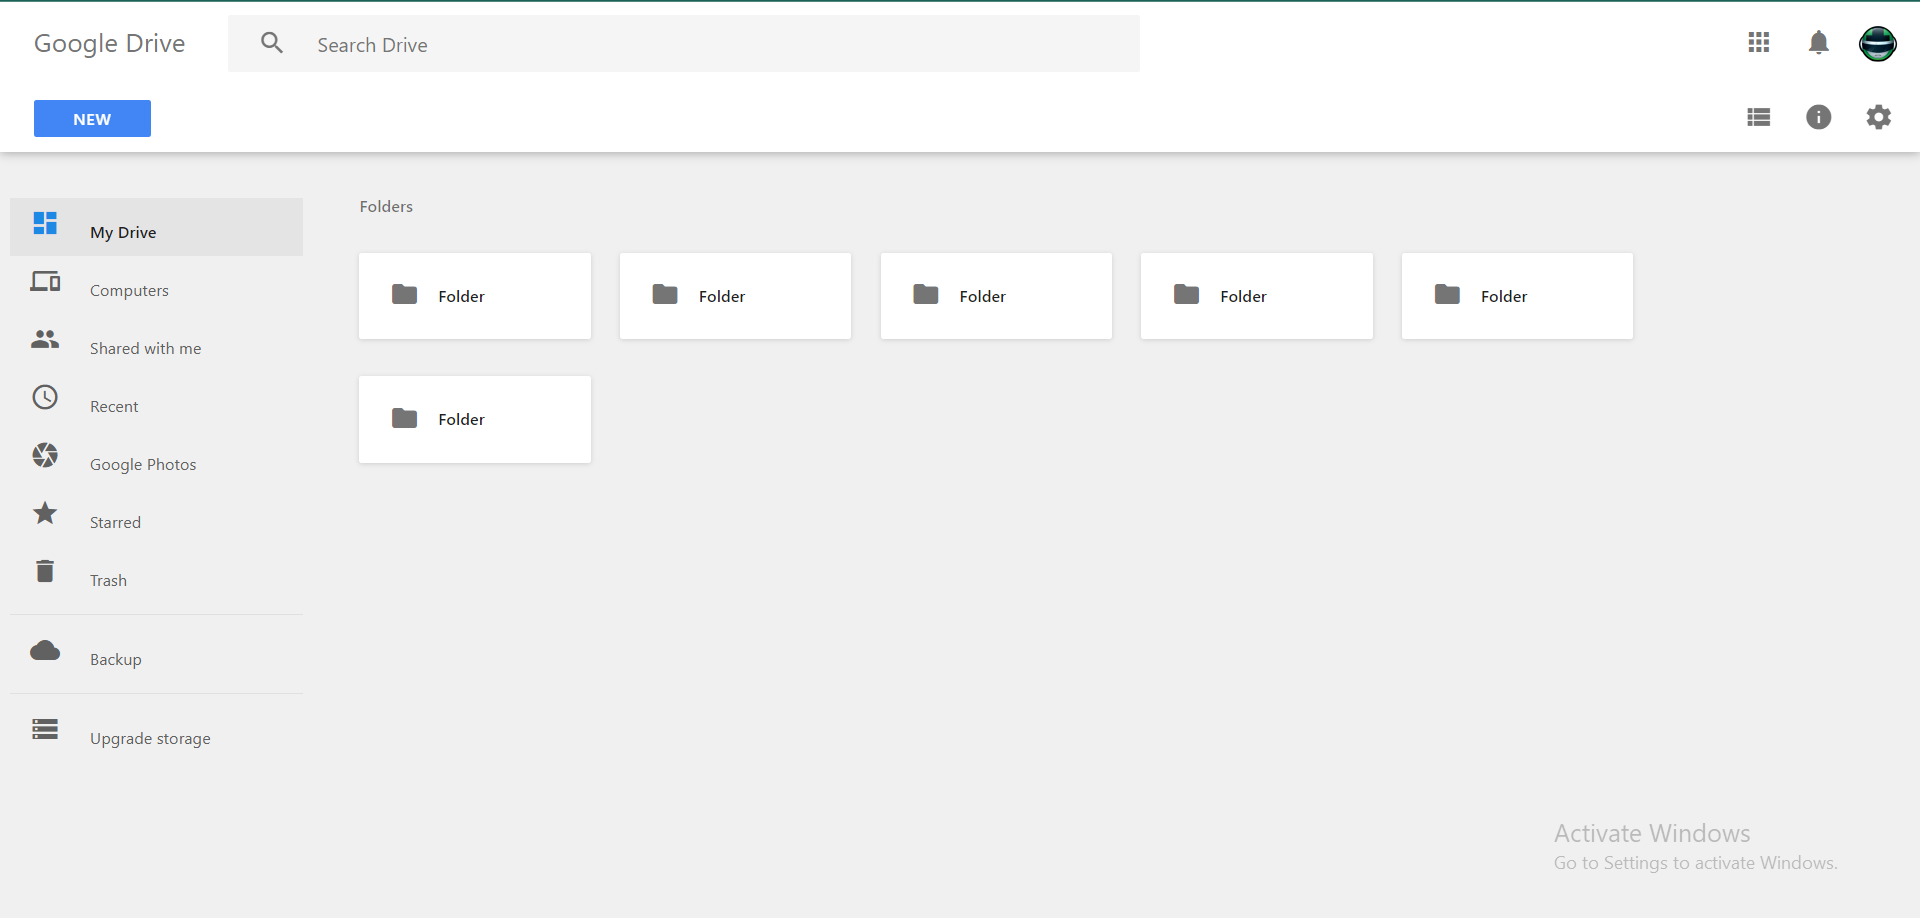 Google Drive
Search Drive
NEW
My Drive
Computers
Shared with me
Recent
Google Photos
Starred
Trash
Backup
Upgrade storage
Folders
Folder Folder Folder Folder Folder
Folder
Activate Windows
Go to Settings to activate Windows.